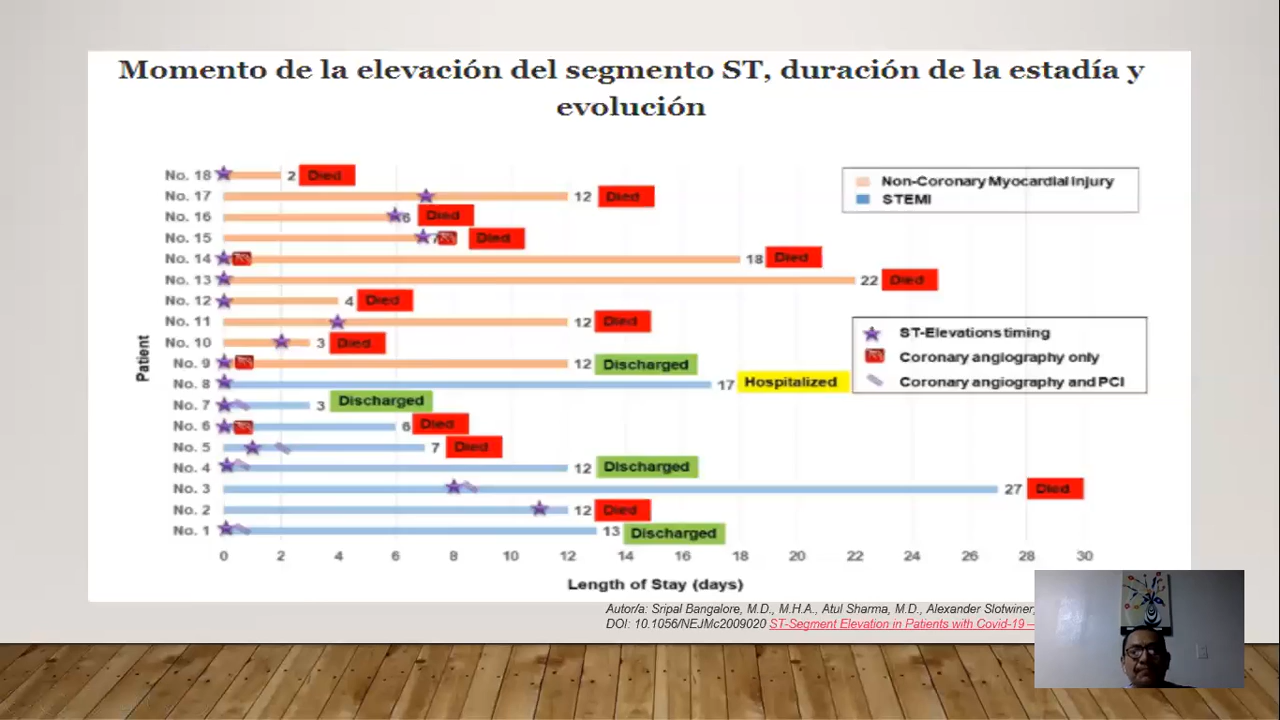 Momento de la elevación del segmento ST, duración de la estadía y
evolución
No. 18 2 Died
Non-Coronary Myocardial Injury
No. 17 12 Died
STEMI
No. 16 6 Died
No. 15 7 Died
No. 14 18 Died
No. 13 22 Died
No. 12 4 Died
No. 11 12 Died
ST-Elevations timing
No. 10 3 Died
Coronary angiography only
No. 9 12 Discharged
Coronary angiography and PCI
No. 8 17 Hospitalized
No. 7 3 Discharged
No. 6 6 Died
No. 5 7 Died
No. 4 12 Discharged
No. 3 27 Died
No. 2 12 Died
No. 1 13 Discharged
Patient
0 2 4 6 8 10 12 14 16 18 20 22 24 26 28 30
Length of Stay (days)
Autor/a: Sripal Bangalore, M.D., M.H.A., Atul Sharma, M.D., Alexander Slotwiner,
DOI: 10.1056/NEJMc2009020 ST-Segment Elevation in Patients with Covid-19 –